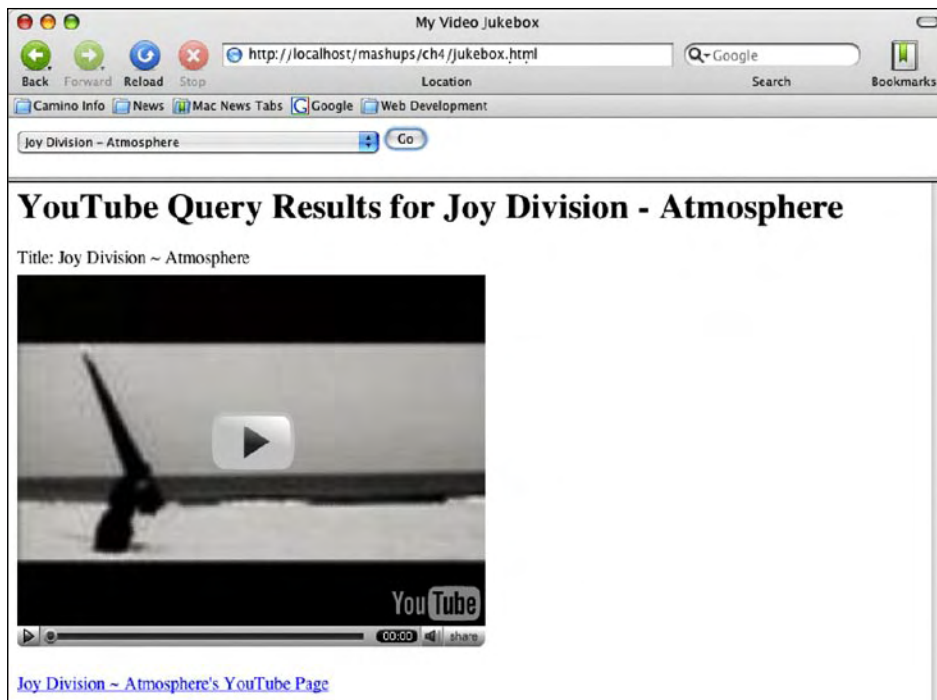 My Video Jukebox
http://localhost/mashups/ch4/jukebox.html
Google
Back Forward Reload Stop Location Search Bookmarks
Camino Info News Mac News Tabs Google Web Development
Joy Division – Atmosphere Go
YouTube Query Results for Joy Division - Atmosphere
Title: Joy Division ~ Atmosphere
YouTube
00:00 share
Joy Division ~ Atmosphere's YouTube Page